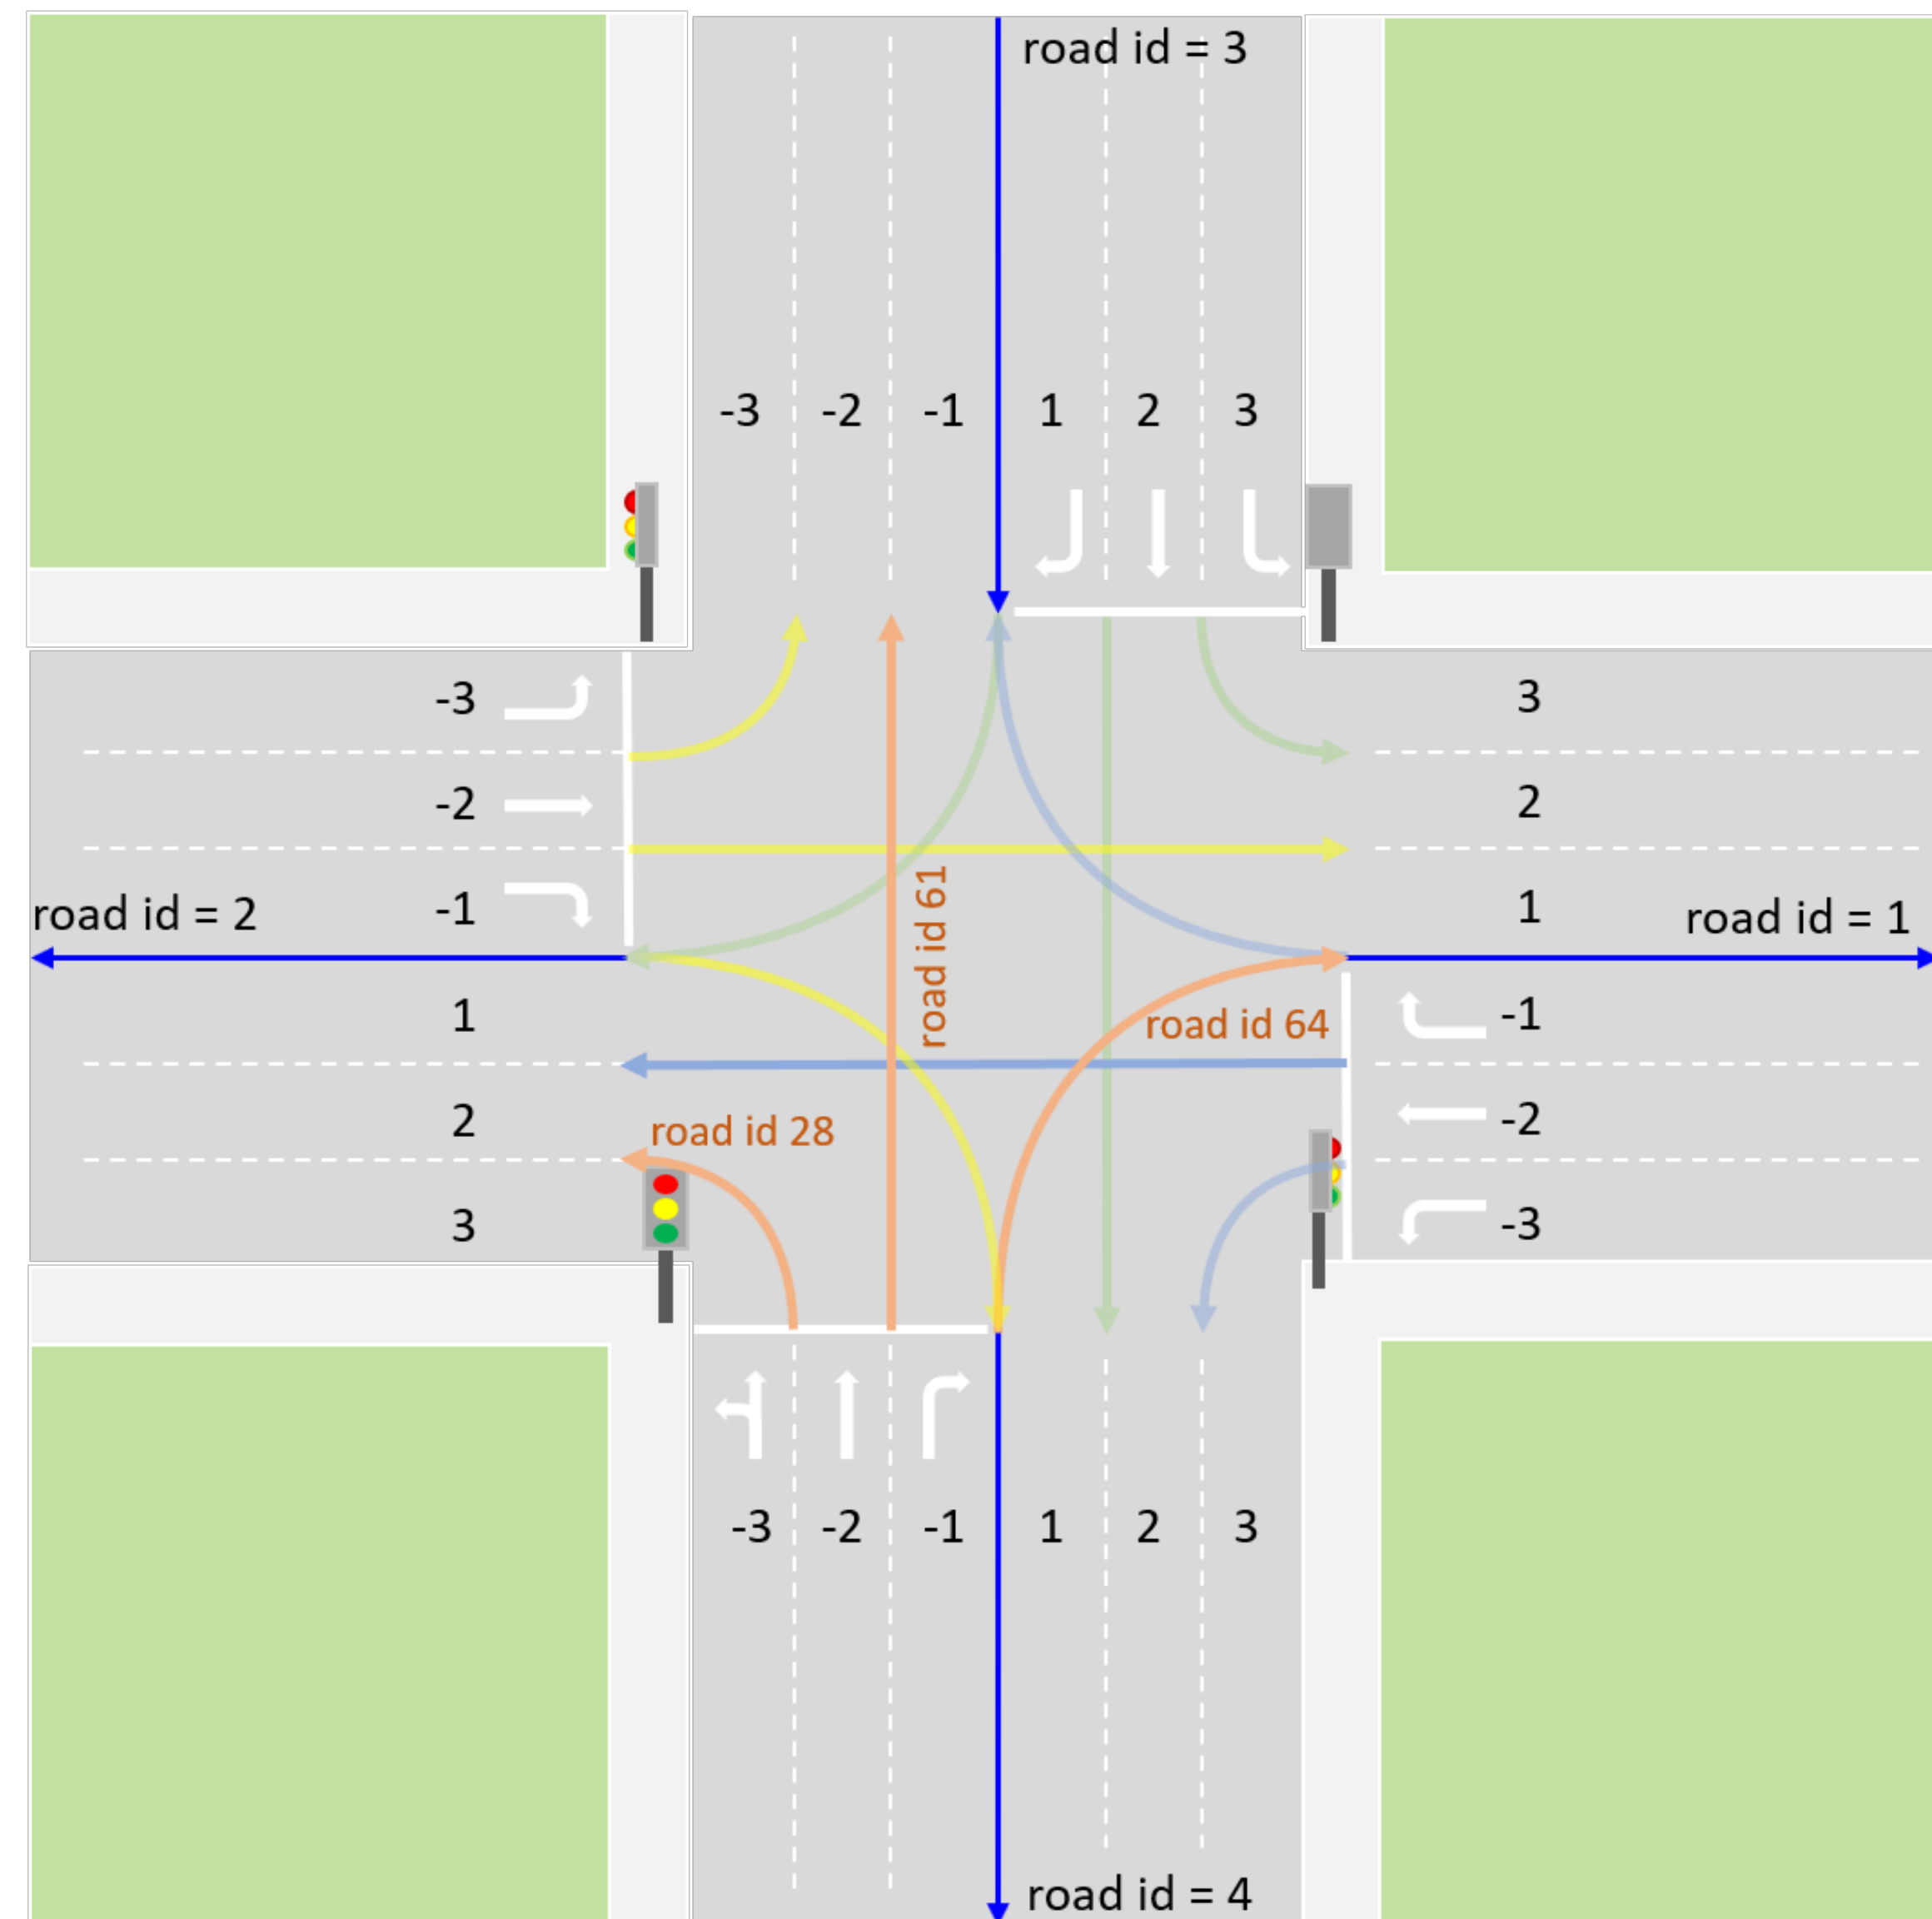 road id = 3
-3 -2 -1 1 2 3
-3
3
-2
2
road id = 2
-1
1
road id = 1
road id 61
1
road id 64
-1
2
road id 28
-2
3
-3
-3 -2 -1 1 2 3
road id = 4